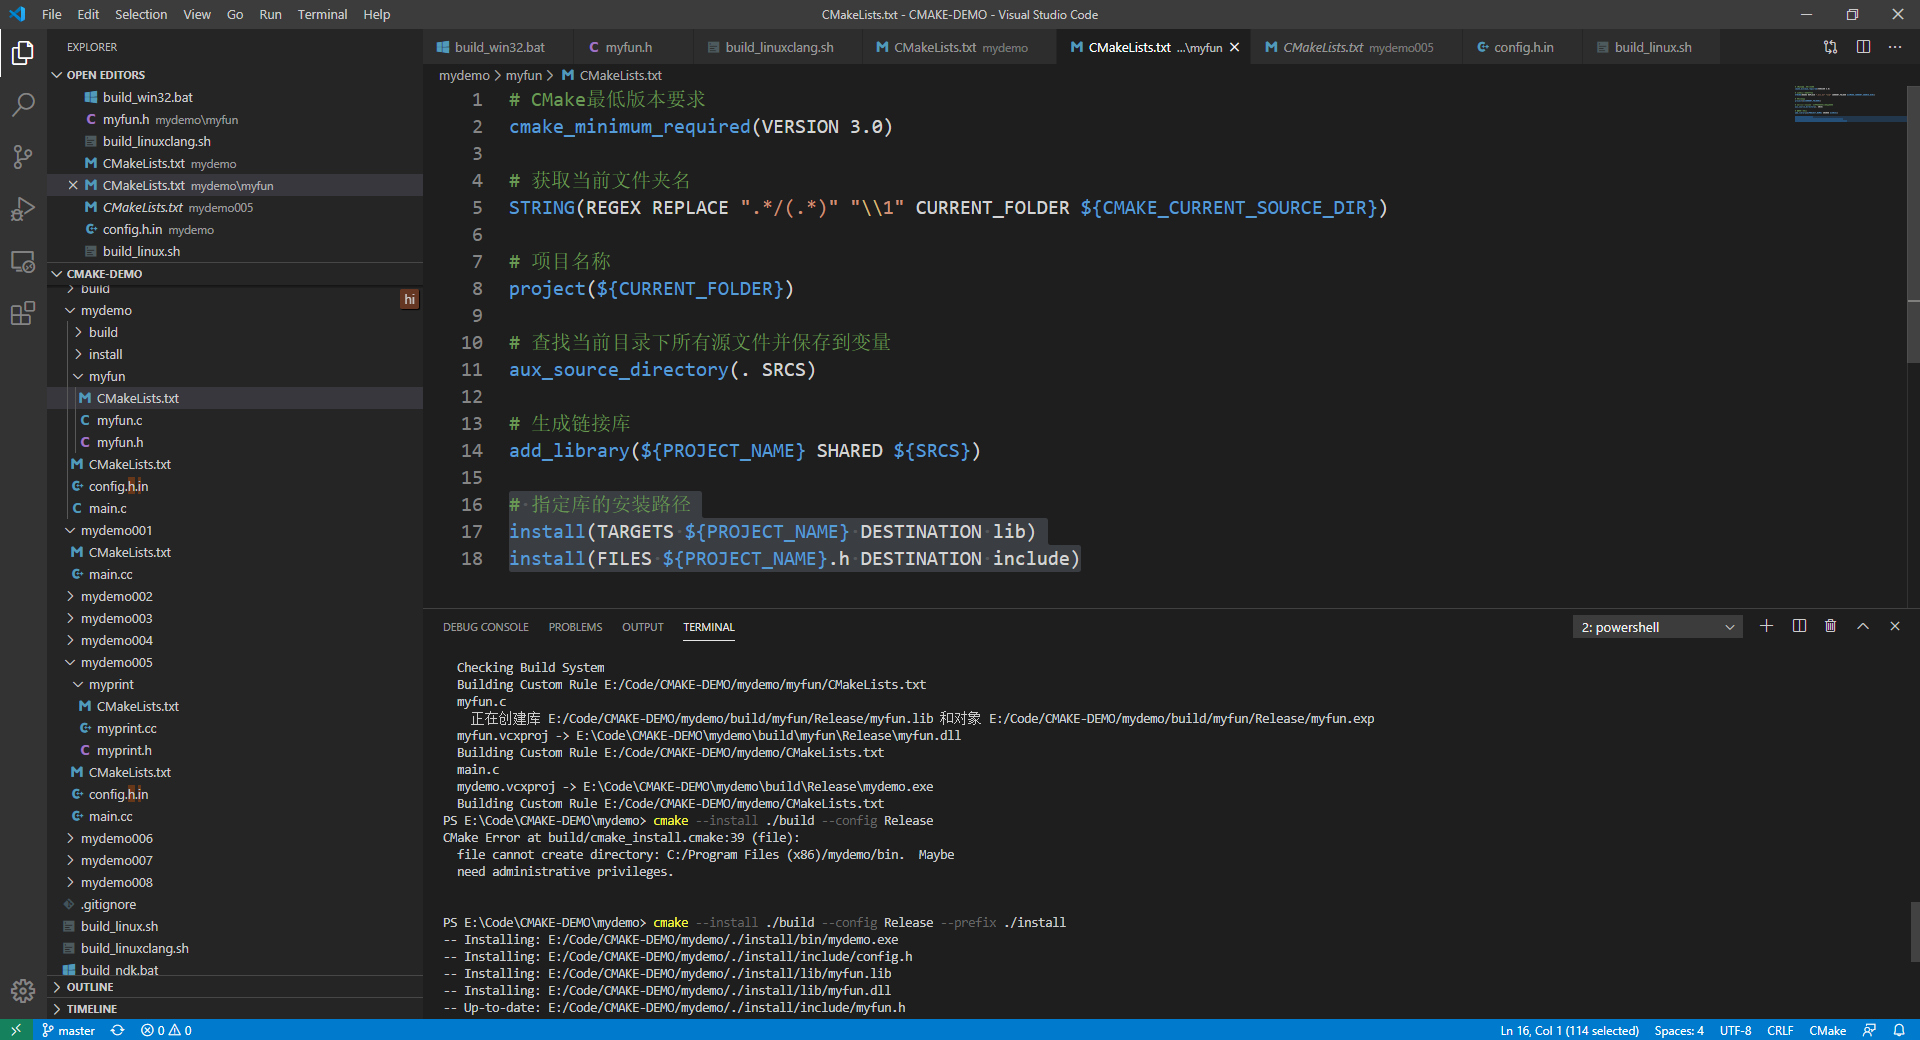 File Edit Selection View Go Run Terminal Help
CMakeLists.txt - CMAKE-DEMO - Visual Studio Code
EXPLORER
OPEN EDITORS
build_win32.bat
myfun.h mydemo\myfun
build_linuxclang.sh
CMakeLists.txt mydemo
CMakeLists.txt mydemo\myfun
CMakeLists.txt mydemo005
config.h.in mydemo
build_linux.sh
CMAKE-DEMO
build
hi
mydemo
build
install
myfun
CMakeLists.txt
myfun.c
myfun.h
CMakeLists.txt
config.h.in
main.c
mydemo001
CMakeLists.txt
main.cc
mydemo002
mydemo003
mydemo004
mydemo005
myprint
CMakeLists.txt
myprint.cc
myprint.h
CMakeLists.txt
config.h.in
main.cc
mydemo006
mydemo007
mydemo008
.gitignore
build_linux.sh
build_linuxclang.sh
build_ndk.bat
OUTLINE
TIMELINE
build_win32.bat myfun.h build_linuxclang.sh CMakeLists.txt mydemo CMakeLists.txt ...\myfun CMakeLists.txt mydemo005 config.h.in build_linux.sh
mydemo > myfun > CMakeLists.txt
1 # CMake最低版本要求
2 cmake_minimum_required(VERSION 3.0)
3
4 # 获取当前文件夹名
5 STRING(REGEX REPLACE ".*/(.*)" "\\1" CURRENT_FOLDER ${CMAKE_CURRENT_SOURCE_DIR})
6
7 # 项目名称
8 project(${CURRENT_FOLDER})
9
10 # 查找当前目录下所有源文件并保存到变量
11 aux_source_directory(. SRCS)
12
13 # 生成链接库
14 add_library(${PROJECT_NAME} SHARED ${SRCS})
15
16 # 指定库的安装路径
17 install(TARGETS ${PROJECT_NAME} DESTINATION lib)
18 install(FILES ${PROJECT_NAME}.h DESTINATION include)
DEBUG CONSOLE PROBLEMS OUTPUT TERMINAL
2: powershell
Checking Build System
Building Custom Rule E:/Code/CMAKE-DEMO/mydemo/myfun/CMakeLists.txt
myfun.c
正在创建库 E:/Code/CMAKE-DEMO/mydemo/build/myfun/Release/myfun.lib 和对象 E:/Code/CMAKE-DEMO/mydemo/build/myfun/Release/myfun.exp
myfun.vcxproj -> E:\Code\CMAKE-DEMO\mydemo\build\myfun\Release\myfun.dll
Building Custom Rule E:/Code/CMAKE-DEMO/mydemo/CMakeLists.txt
main.c
mydemo.vcxproj -> E:\Code\CMAKE-DEMO\mydemo\build\Release\mydemo.exe
Building Custom Rule E:/Code/CMAKE-DEMO/mydemo/CMakeLists.txt
PS E:\Code\CMAKE-DEMO\mydemo> cmake --install ./build --config Release
CMake Error at build/cmake_install.cmake:39 (file):
file cannot create directory: C:/Program Files (x86)/mydemo/bin. Maybe
need administrative privileges.
PS E:\Code\CMAKE-DEMO\mydemo> cmake --install ./build --config Release --prefix ./install
-- Installing: E:/Code/CMAKE-DEMO/mydemo/./install/bin/mydemo.exe
-- Installing: E:/Code/CMAKE-DEMO/mydemo/./install/include/config.h
-- Installing: E:/Code/CMAKE-DEMO/mydemo/./install/lib/myfun.lib
-- Installing: E:/Code/CMAKE-DEMO/mydemo/./install/lib/myfun.dll
-- Up-to-date: E:/Code/CMAKE-DEMO/mydemo/./install/include/myfun.h
master 0 0
Ln 16, Col 1 (114 selected) Spaces: 4 UTF-8 CRLF CMake